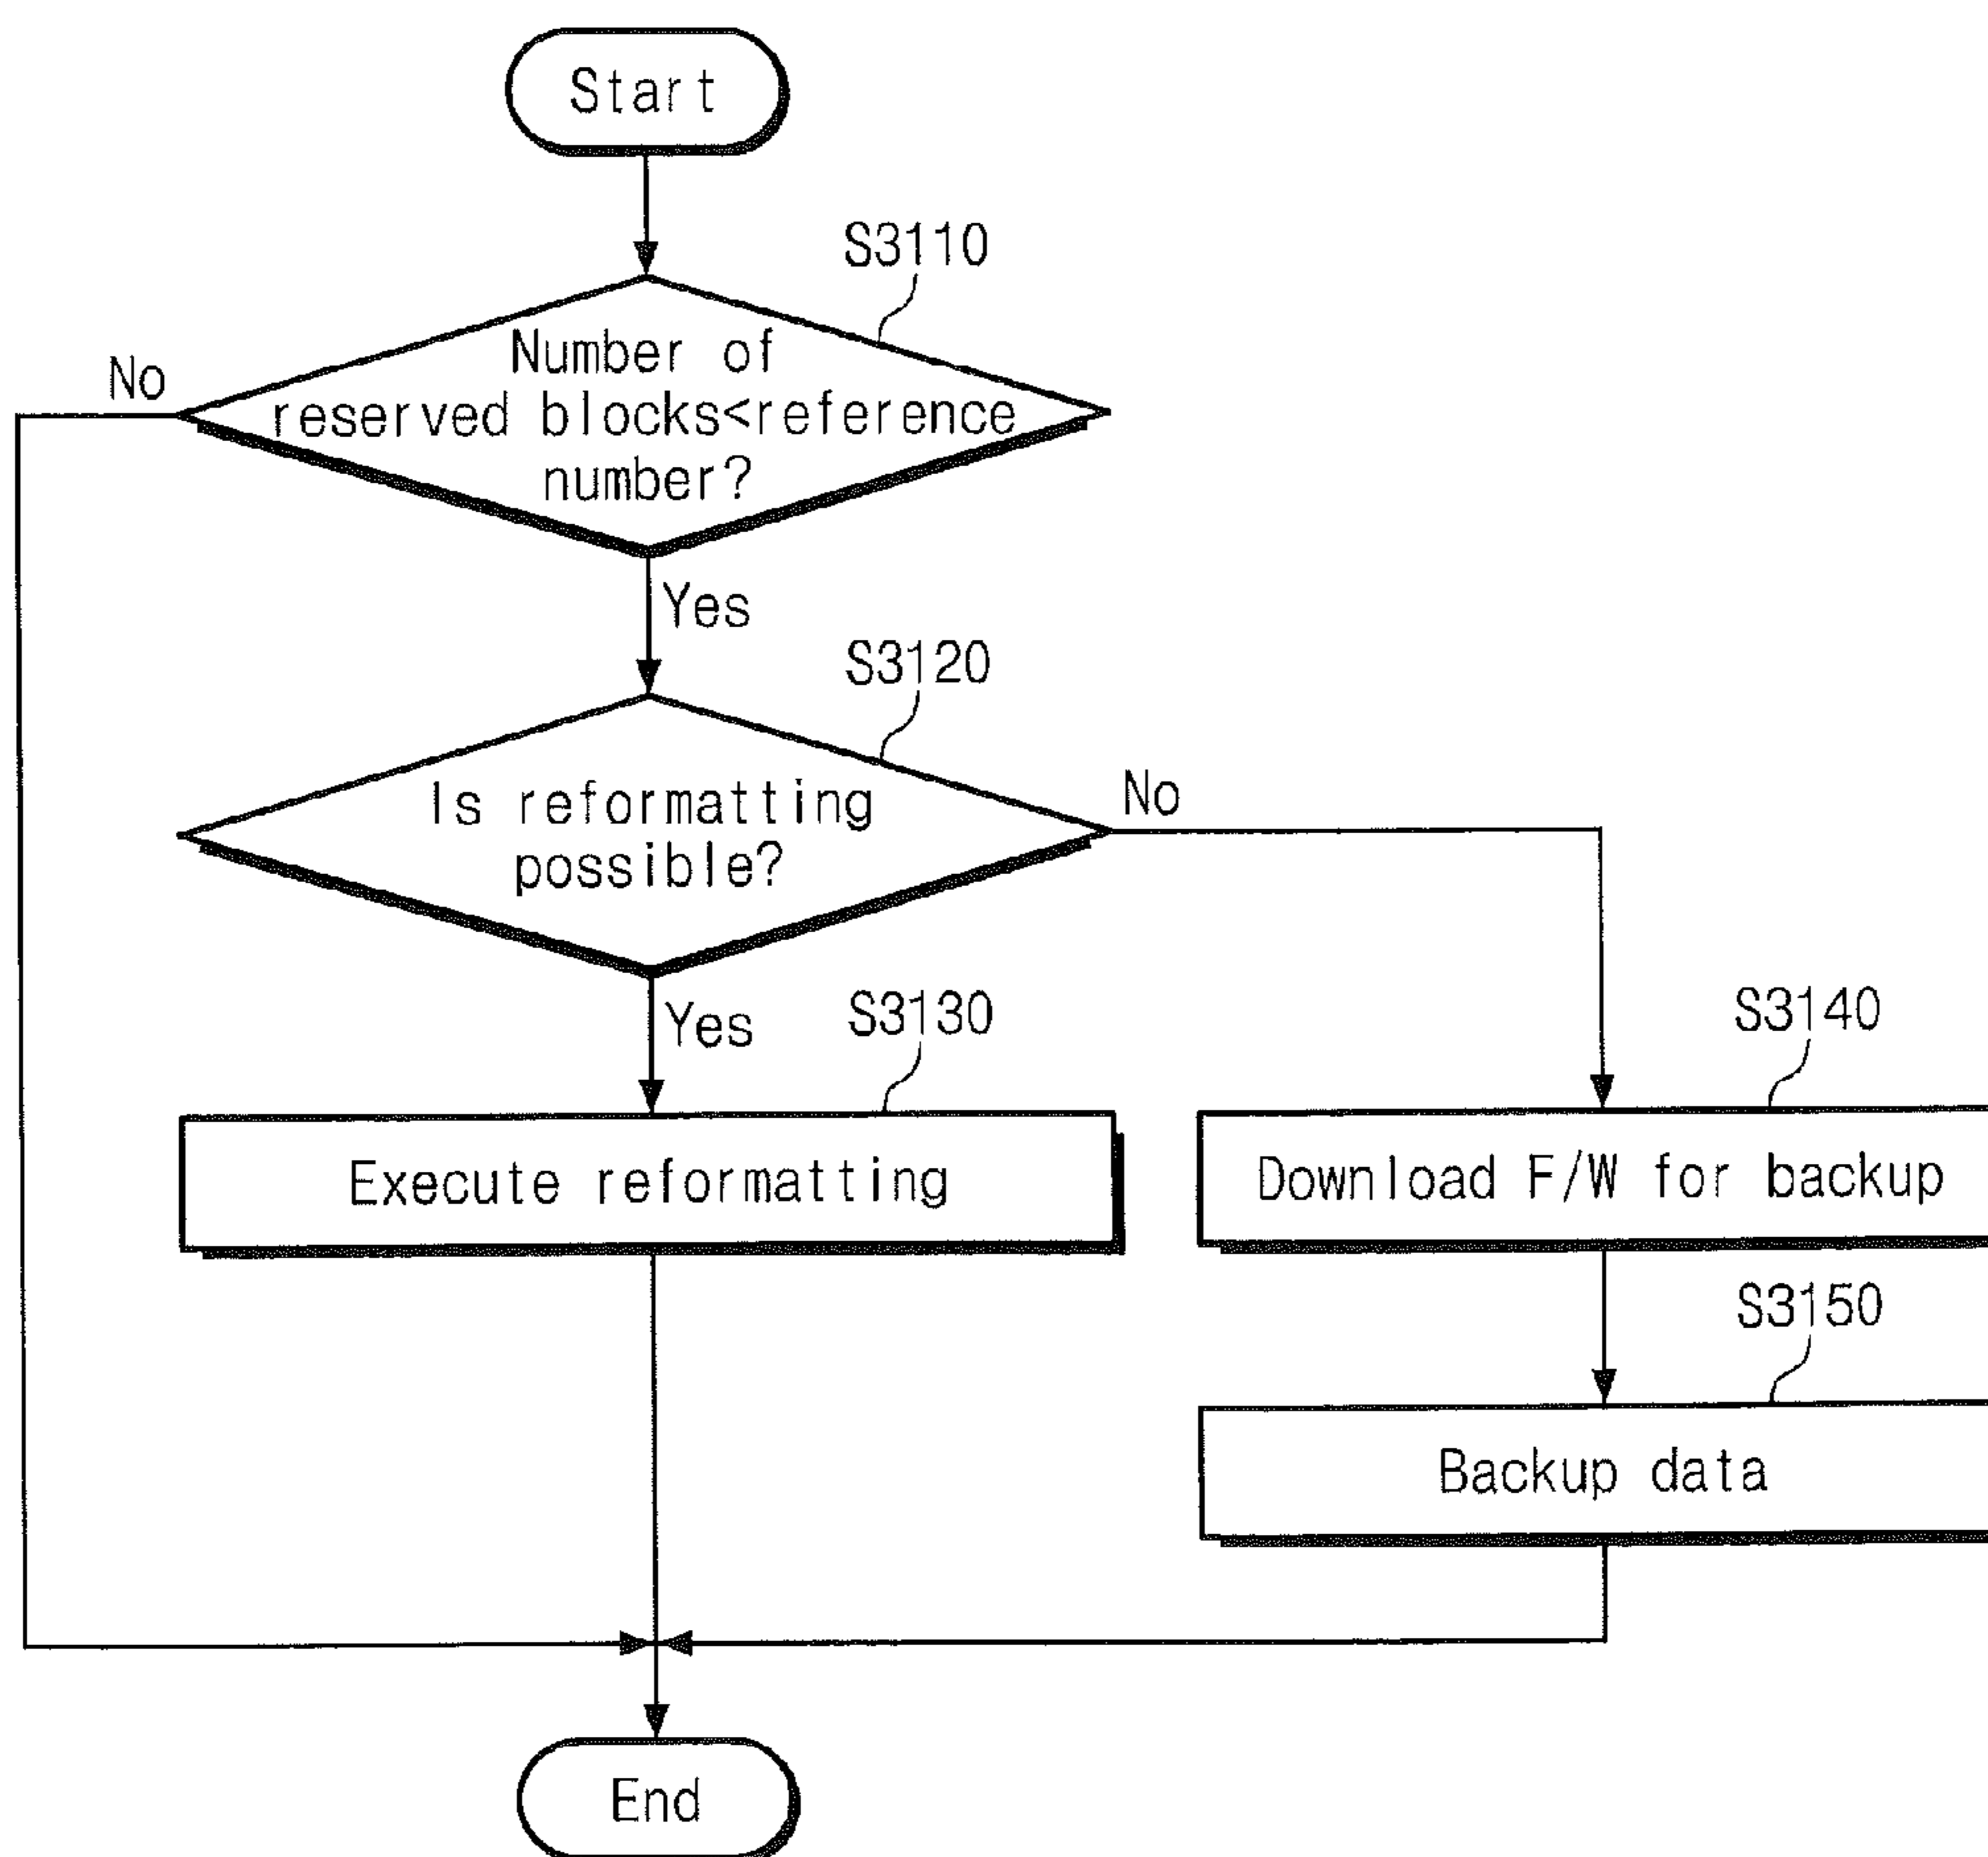 Start
S3110
Number of
No
reserved blocks<reference
number?
Yes
S3120
Is reformatting
possible?
No
Yes
S3130
S3140
Execute reformatting
Download F/W for backup
S3150
Backup data
End